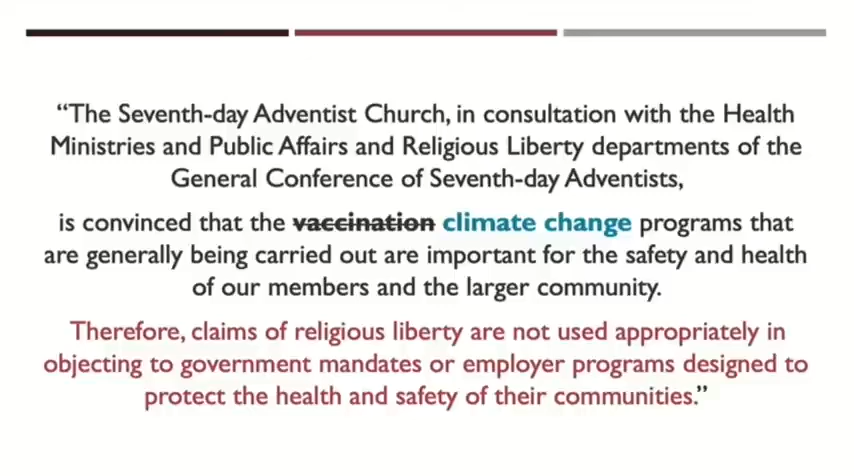 “The Seventh-day Adventist Church, in consultation with the Health
Ministries and Public Affairs and Religious Liberty departments of the
General Conference of Seventh-day Adventists,
is convinced that the vaccination climate change programs that
are generally being carried out are important for the safety and health
of our members and the larger community.
Therefore, claims of religious liberty are not used appropriately in
objecting to government mandates or employer programs designed to
protect the health and safety of their communities.”